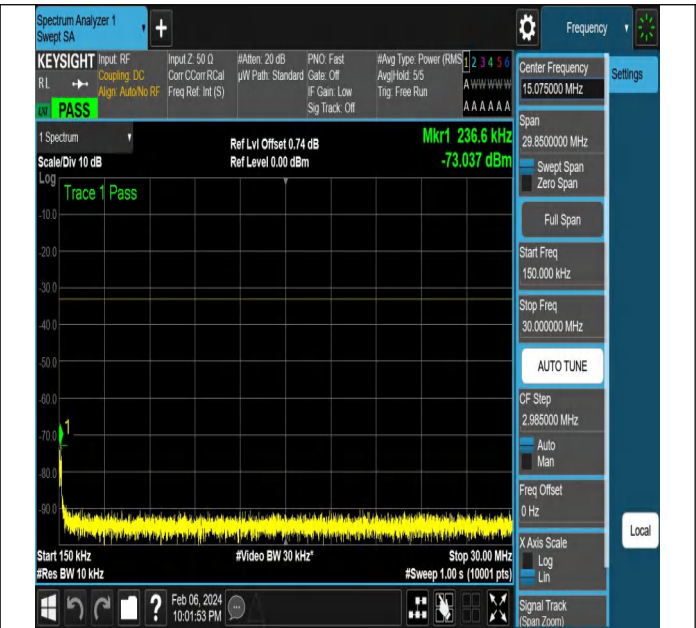 Spectrum Analyzer 1
Swept SA
+
Frequency
Settings
KEYSIGHT
RL
PASS
Input: RF
Coupling: DC
Align: Auto/No RF
Input Z: 50 Ω
Corr CCorr RCal
Freq Ref: Int (S)
#Atten: 20 dB
µW Path: Standard
PNO: Fast
Gate: Off
IF Gain: Low
Sig Track: Off
#Avg Type: Power (RMS
Avg|Hold: 5/5
Trig: Free Run
1 2 3 4 5 6
A W W W W W
A A A A A A
1 Spectrum
Scale/Div 10 dB
Ref Lvl Offset 0.74 dB
Ref Level 0.00 dBm
Mkr1 236.6 kHz
-73.037 dBm
Log
Trace 1 Pass
-10.0
-20.0
-30.0
-40.0
-50.0
-60.0
-70.0
-80.0
-90.0
1
Start 150 kHz
#Res BW 10 kHz
#Video BW 30 kHz*
Stop 30.00 MHz
#Sweep 1.00 s (10001 pts)
Center Frequency
15.075000 MHz
Span
29.8500000 MHz
Swept Span
Zero Span
Full Span
Start Freq
150.000 kHz
Stop Freq
30.000000 MHz
AUTO TUNE
CF Step
2.985000 MHz
Auto
Man
Freq Offset
0 Hz
X Axis Scale
Log
Lin
Signal Track
(Span Zoom)
Local
?
Feb 06, 2024
10:01:53 PM